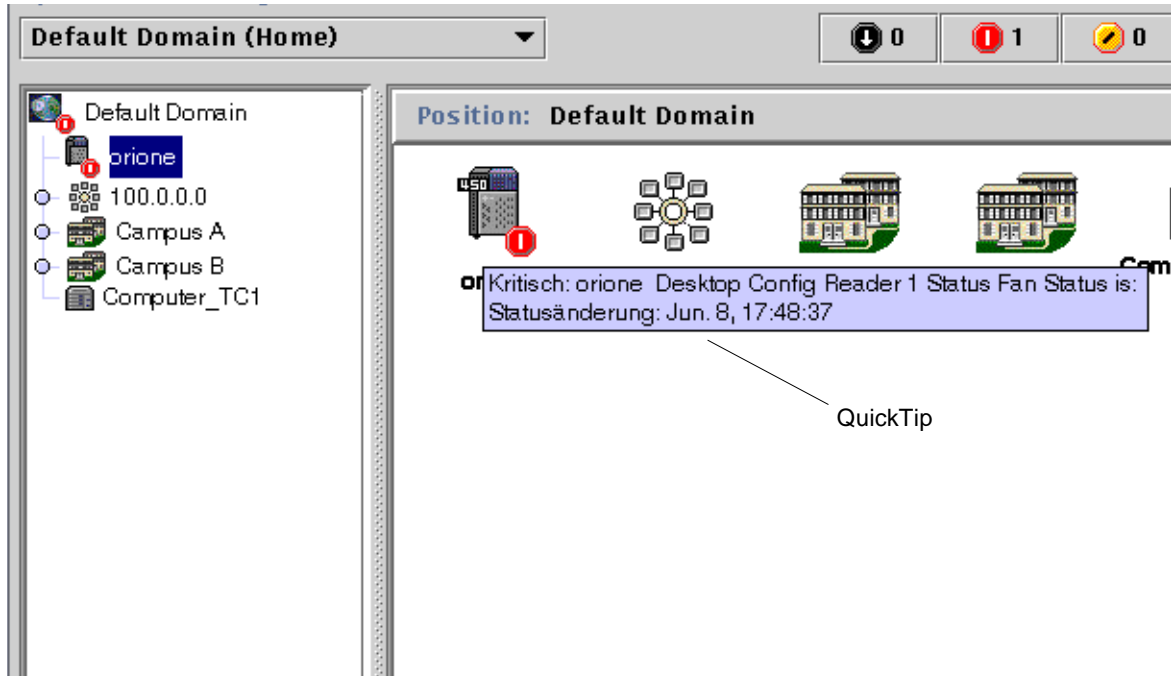 Default Domain (Home)
0
1
0
Default Domain
orione
100.0.0.0
Campus A
Campus B
Computer_TC1
Position: Default Domain
450
Kritisch: orione Desktop Config Reader 1 Status Fan Status is:
Statusänderung: Jun. 8, 17:48:37
QuickTip